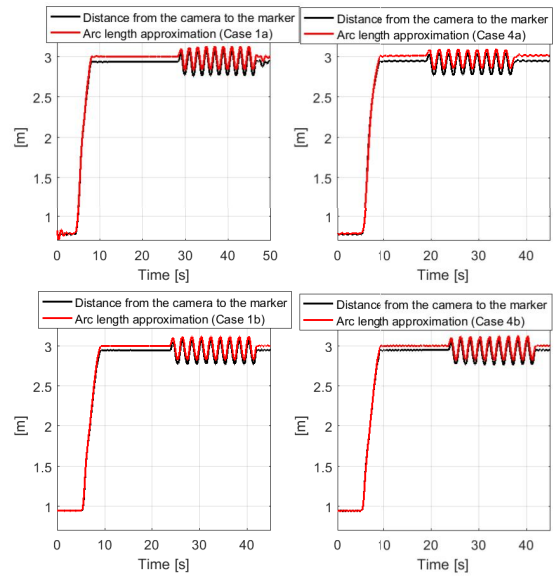 Distance from the camera to the marker
Arc length approximation (Case 1a)
3
2.5
2
1.5
1
[m]
0 10 20 30 40 50
Time [s]
Distance from the camera to the marker
Arc length approximation (Case 4a)
3
2.5
2
1.5
1
[m]
0 10 20 30 40
Time [s]
Distance from the camera to the marker
Arc length approximation (Case 1b)
3
2.5
2
1.5
1
[m]
0 10 20 30 40
Time [s]
Distance from the camera to the marker
Arc length approximation (Case 4b)
3
2.5
2
1.5
1
[m]
0 10 20 30 40
Time [s]